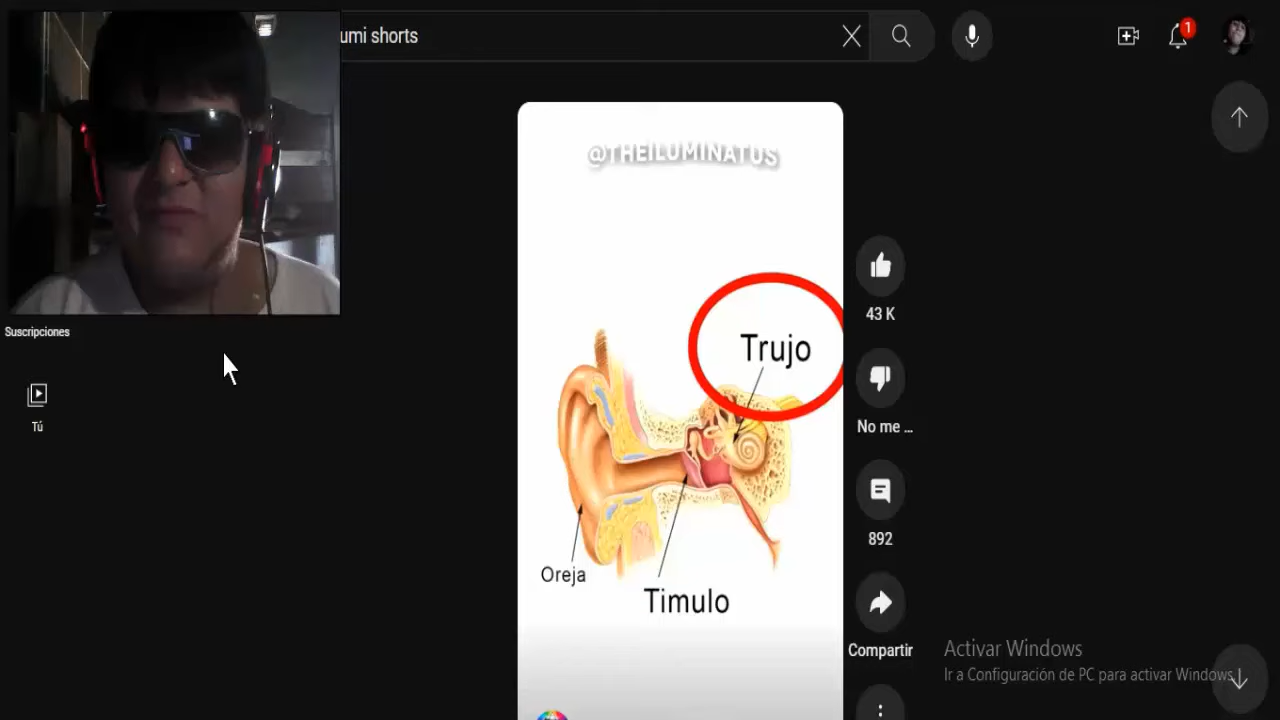 umi shorts
1
@THEILUMINATUS
Trujo
Oreja
Timulo
Suscripciones
Tú
43 K
No me ...
892
Compartir
Activar Windows
Ir a Configuración de PC para activar Windows.